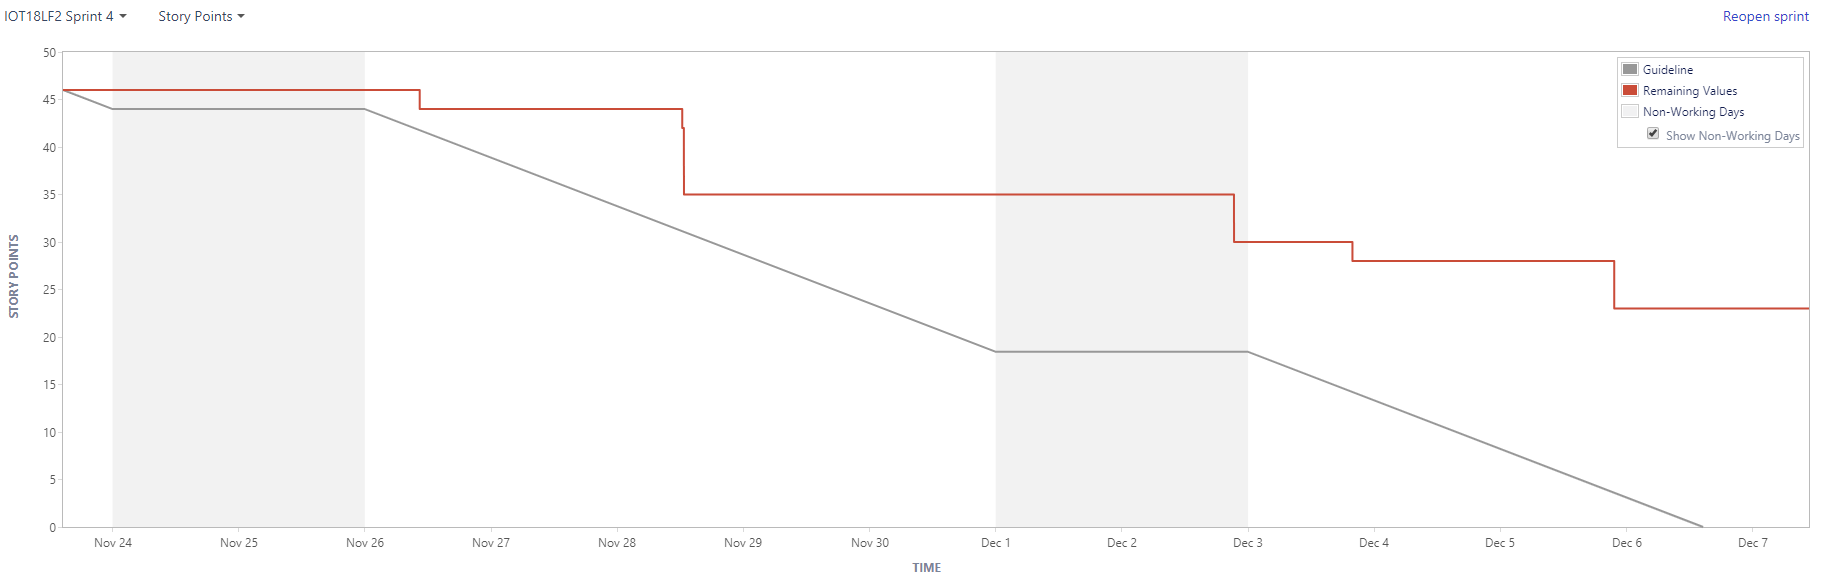 IOT18LF2 Sprint 4 Story Points Reopen sprint
50
45
40
35
30
25
20
15
10
5
0
STORY POINTS
Guideline
Remaining Values
Non-Working Days
Show Non-Working Days
Nov 24 Nov 25 Nov 26 Nov 27 Nov 28 Nov 29 Nov 30 Dec 1 Dec 2 Dec 3 Dec 4 Dec 5 Dec 6 Dec 7
TIME